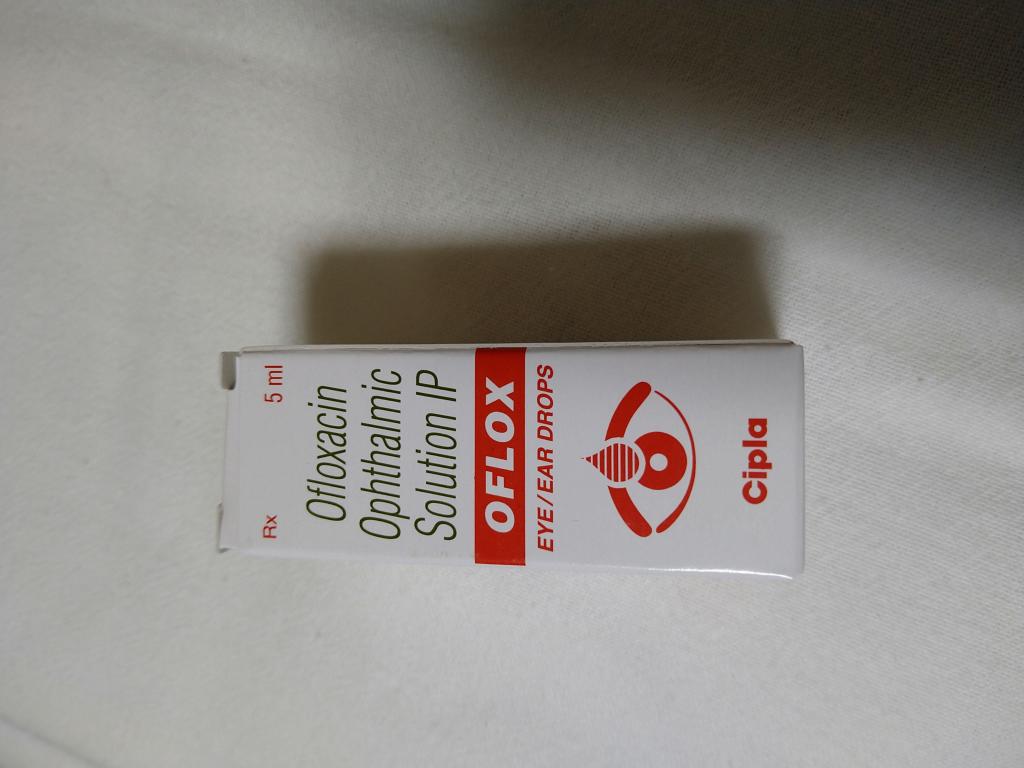 Rx 5 ml
Ofloxacin
Ophthalmic
Solution IP
OFLOX
EYE/EAR DROPS
Cipla